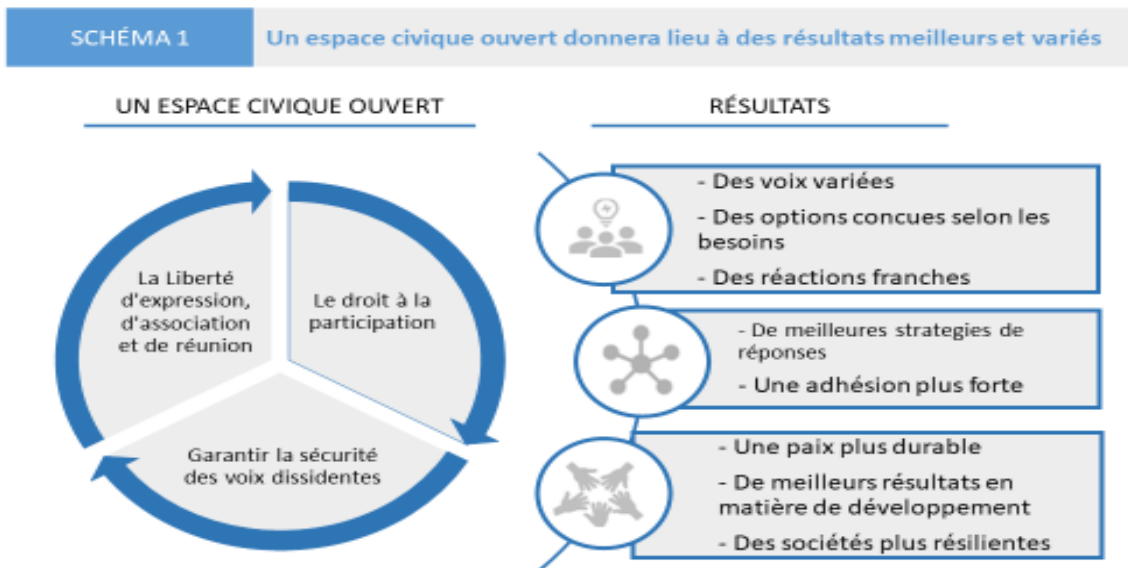 SCHÉMA 1
Un espace civique ouvert donnera lieu à des résultats meilleurs et variés
UN ESPACE CIVIQUE OUVERT
La Liberté
d'expression,
d'association
et de réunion
Le droit à la
participation
Garantir la sécurité
des voix dissidentes
RÉSULTATS
- Des voix variées
- Des options concues selon les
besoins
- Des réactions franches
- De meilleures strategies de
réponses
- Une adhésion plus forte
- Une paix plus durable
- De meilleurs résultats en
matière de développement
- Des sociétés plus résilientes